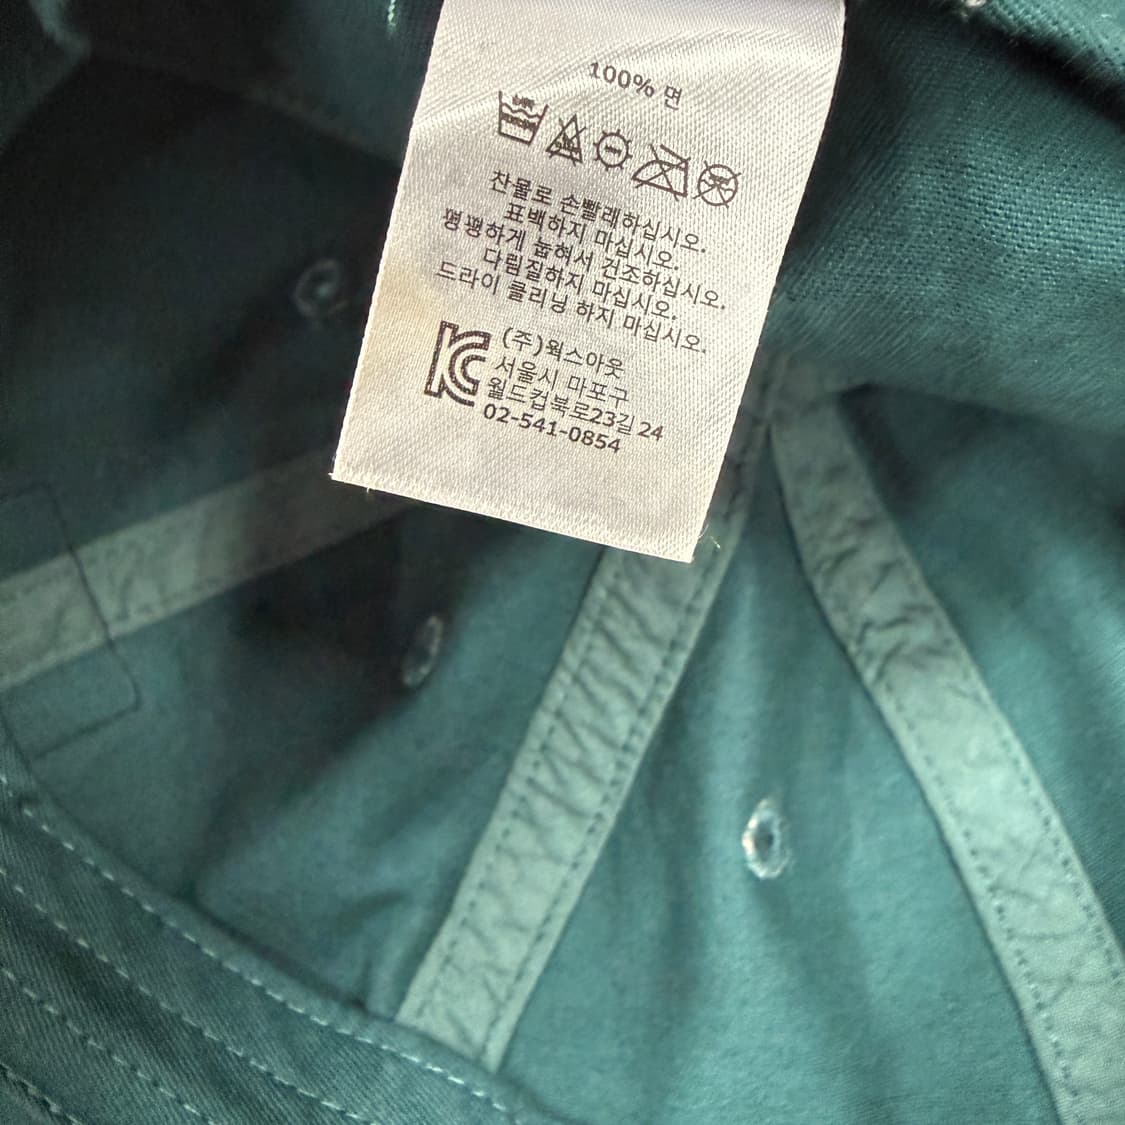 100% 면
찬물로 손빨래하십시오.
표백하지 마십시오.
평평하게 눕혀서 건조하십시오.
다림질하지 마십시오.
드라이 클리닝 하지 마십시오.
(주)웍스아웃
서울시 마포구
월드컵북로23길 24
02-541-0854